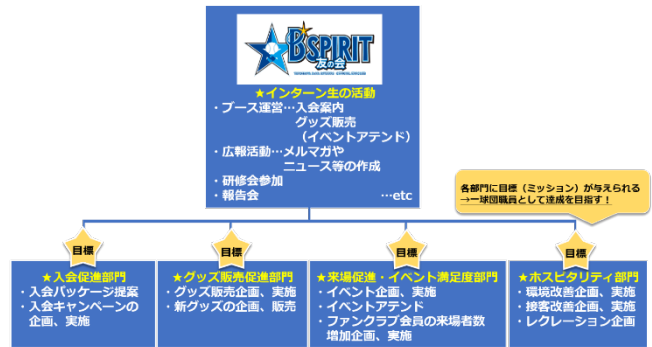 B★SPIRIT
友の会
★インターン生の活動
・ブース運営…入会案内
グッズ販売
（イベントアテンド）
・広報活動…メルマガや
ニュース等の作成
・研修会参加
・報告会 …etc
各部門に目標（ミッション）が与えられる
→一球団職員として達成を目指す！
目標
目標
目標
目標
★入会促進部門
・入会パッケージ提案
・入会キャンペーンの
企画、実施
★グッズ販売促進部門
・グッズ販売企画、実施
・新グッズの企画、販売
★来場促進・イベント満足度部門
・イベント企画、実施
・イベントアテンド
・ファンクラブ会員の来場者数
増加企画、実施
★ホスピタリティ部門
・環境改善企画、実施
・接客改善企画、実施
・レクレーション企画